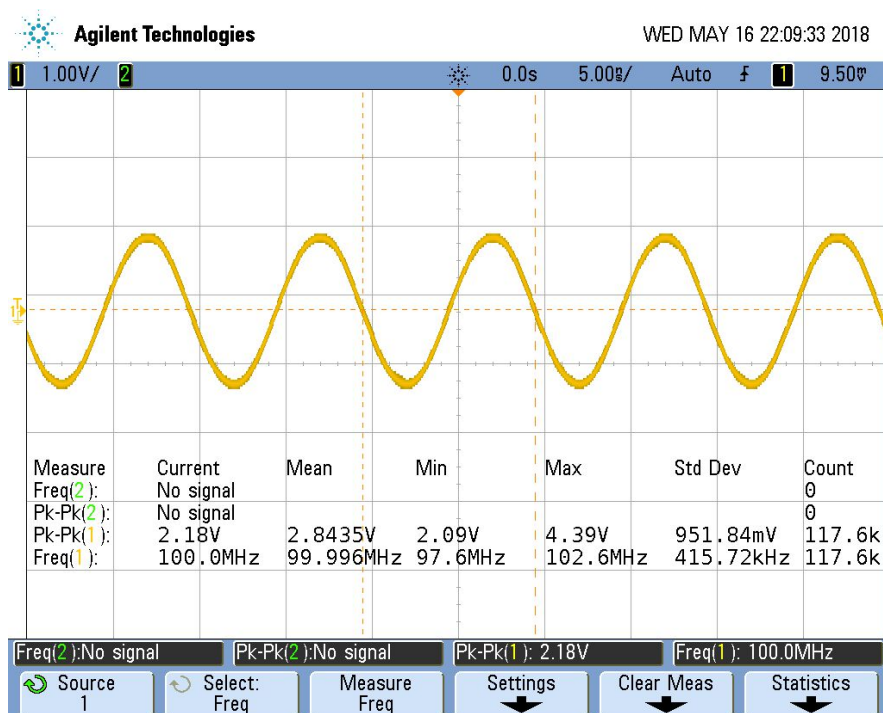 Agilent Technologies WED MAY 16 22:09:33 2018
1 1.00V/ 2 0.0s 5.00ns/ Auto 1 9.50mV
T
1
Measure Current Mean Min Max Std Dev Count
Freq(2): No signal 0
Pk-Pk(2): No signal 0
Pk-Pk(1): 2.18V 2.8435V 2.09V 4.39V 951.84mV 117.6k
Freq(1): 100.0MHz 99.996MHz 97.6MHz 102.6MHz 415.72kHz 117.6k
Freq(2):No signal Pk-Pk(2):No signal Pk-Pk(1): 2.18V Freq(1): 100.0MHz
Source Select: Measure Settings Clear Meas Statistics
1 Freq Freq